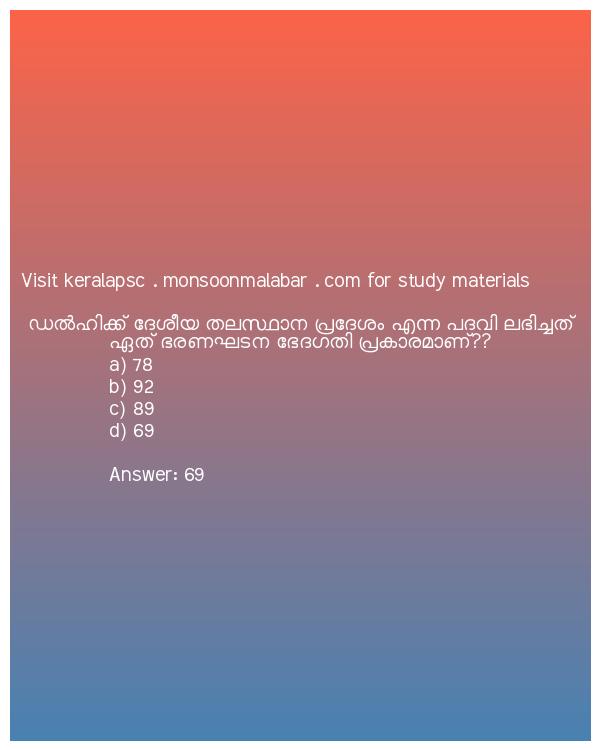 Visit keralapsc . monsoonmalabar . com for study materials
ഡൽഹിക്ക് ദേശീയ തലസ്ഥാന പ്രദേശം എന്ന പദവി ലഭിച്ചത്
ഏത് ഭരണഘടന ഭേദഗതി പ്രകാരമാണ്??
a) 78
b) 92
c) 89
d) 69
Answer: 69